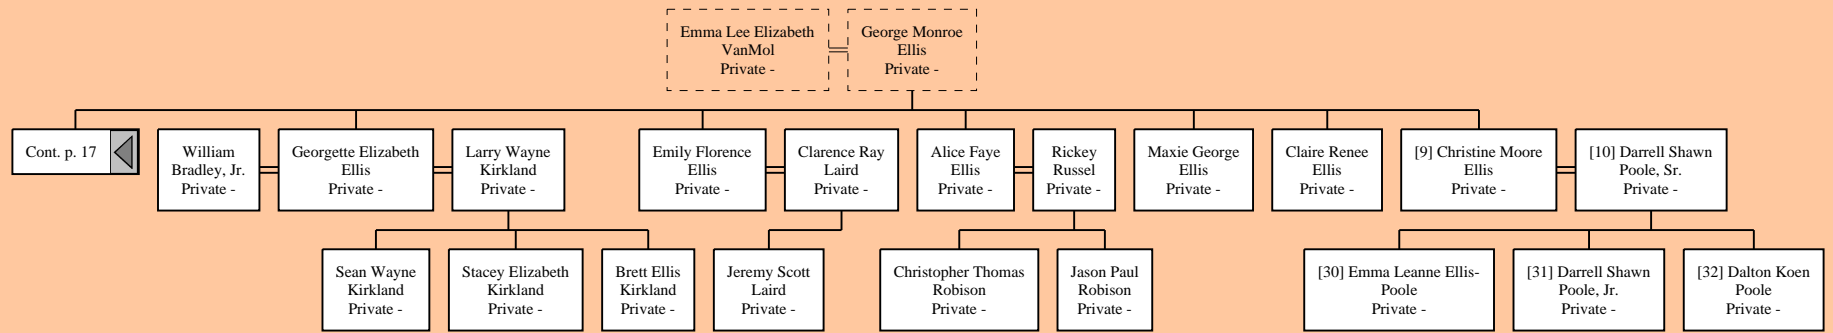 Emma Lee Elizabeth
VanMol
Private -
George Monroe
Ellis
Private -
Cont. p. 17
William
Bradley, Jr.
Private -
Georgette Elizabeth
Ellis
Private -
Larry Wayne
Kirkland
Private -
Emily Florence
Ellis
Private -
Clarence Ray
Laird
Private -
Alice Faye
Ellis
Private -
Rickey
Russel
Private -
Maxie George
Ellis
Private -
Claire Renee
Ellis
Private -
[9] Christine Moore
Ellis
Private -
[10] Darrell Shawn
Poole, Sr.
Private -
Sean Wayne
Kirkland
Private -
Stacey Elizabeth
Kirkland
Private -
Brett Ellis
Kirkland
Private -
Jeremy Scott
Laird
Private -
Christopher Thomas
Robison
Private -
Jason Paul
Robison
Private -
[30] Emma Leanne Ellis-
Poole
Private -
[31] Darrell Shawn
Poole, Jr.
Private -
[32] Dalton Koen
Poole
Private -